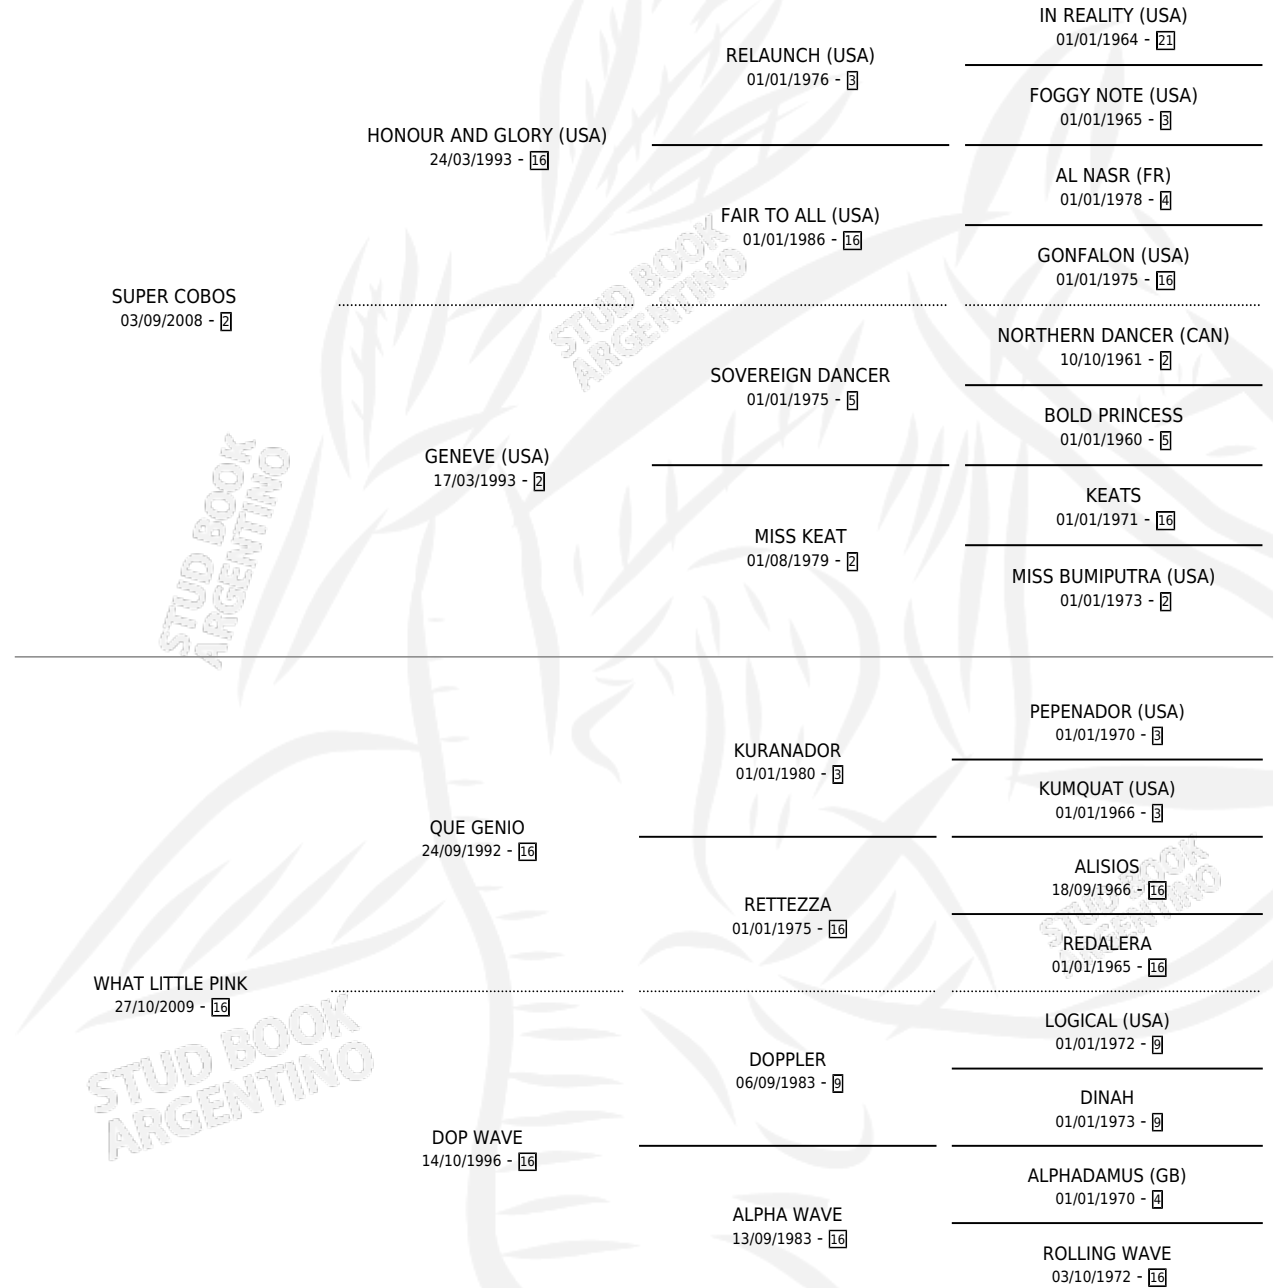 IN REALITY (USA)
01/01/1964 - 21
RELAUNCH (USA)
01/01/1976 - 3
FOGGY NOTE (USA)
01/01/1965 - 3
HONOUR AND GLORY (USA)
24/03/1993 - 16
AL NASR (FR)
01/01/1978 - 4
FAIR TO ALL (USA)
01/01/1986 - 16
GONFALON (USA)
01/01/1975 - 16
SUPER COBOS
03/09/2008 - 2
STUD BOOK
ARGENTINO
NORTHERN DANCER (CAN)
10/10/1961 - 2
SOVEREIGN DANCER
01/01/1975 - 5
BOLD PRINCESS
01/01/1960 - 5
GENEVE (USA)
17/03/1993 - 2
KEATS
01/01/1971 - 16
MISS KEAT
01/08/1979 - 2
MISS BUMIPUTRA (USA)
01/01/1973 - 2
STUD BOOK
ARGENTINO
PEPENADOR (USA)
01/01/1970 - 3
KURANADOR
01/01/1980 - 3
KUMQUAT (USA)
01/01/1966 - 3
QUE GENIO
24/09/1992 - 16
ALISIOS
18/09/1966 - 16
RETTEZZA
01/01/1975 - 16
REDALERA
01/01/1965 - 16
STUD BOOK
ARGENTINO
WHAT LITTLE PINK
27/10/2009 - 16
LOGICAL (USA)
01/01/1972 - 9
DOPPLER
06/09/1983 - 9
DINAH
01/01/1973 - 9
STUD BOOK
ARGENTINO
DOP WAVE
14/10/1996 - 16
ALPHADAMUS (GB)
01/01/1970 - 4
ALPHA WAVE
13/09/1983 - 16
ROLLING WAVE
03/10/1972 - 16